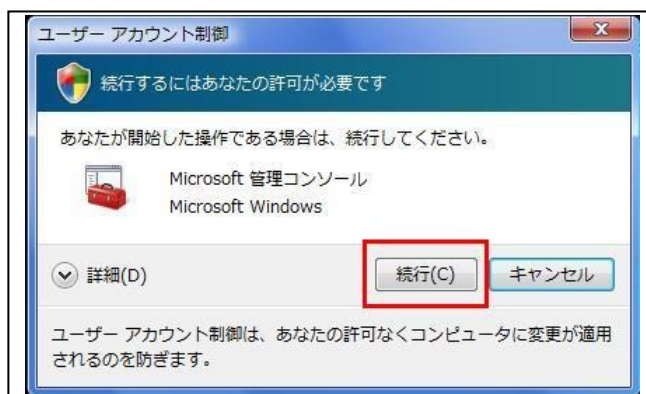 ユーザー アカウント制御
続行するにはあなたの許可が必要です
あなたが開始した操作である場合は、続行してください。
Microsoft 管理コンソール
Microsoft Windows
詳細(D)
続行(C)
キャンセル
ユーザー アカウント制御は、あなたの許可なくコンピュータに変更が適用
されるのを防ぎます。